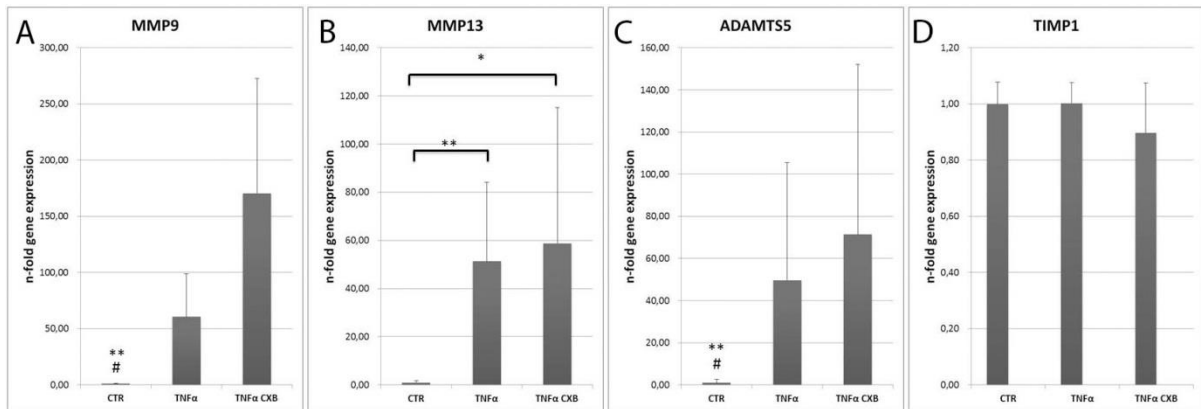 A
MMP9
n-fold gene expression
300,00
250,00
200,00
150,00
100,00
50,00
0,00
**
#
CTR
TNFα
TNFα CXB
B
MMP13
n-fold gene expression
140,00
120,00
100,00
80,00
60,00
40,00
20,00
0,00
*
**
CTR
TNFα
TNFα CXB
C
ADAMTS5
n-fold gene expression
160,00
140,00
120,00
100,00
80,00
60,00
40,00
20,00
0,00
**
#
CTR
TNFα
TNFα CXB
D
TIMP1
n-fold gene expression
1,20
1,00
0,80
0,60
0,40
0,20
0,00
CTR
TNFα
TNFα CXB